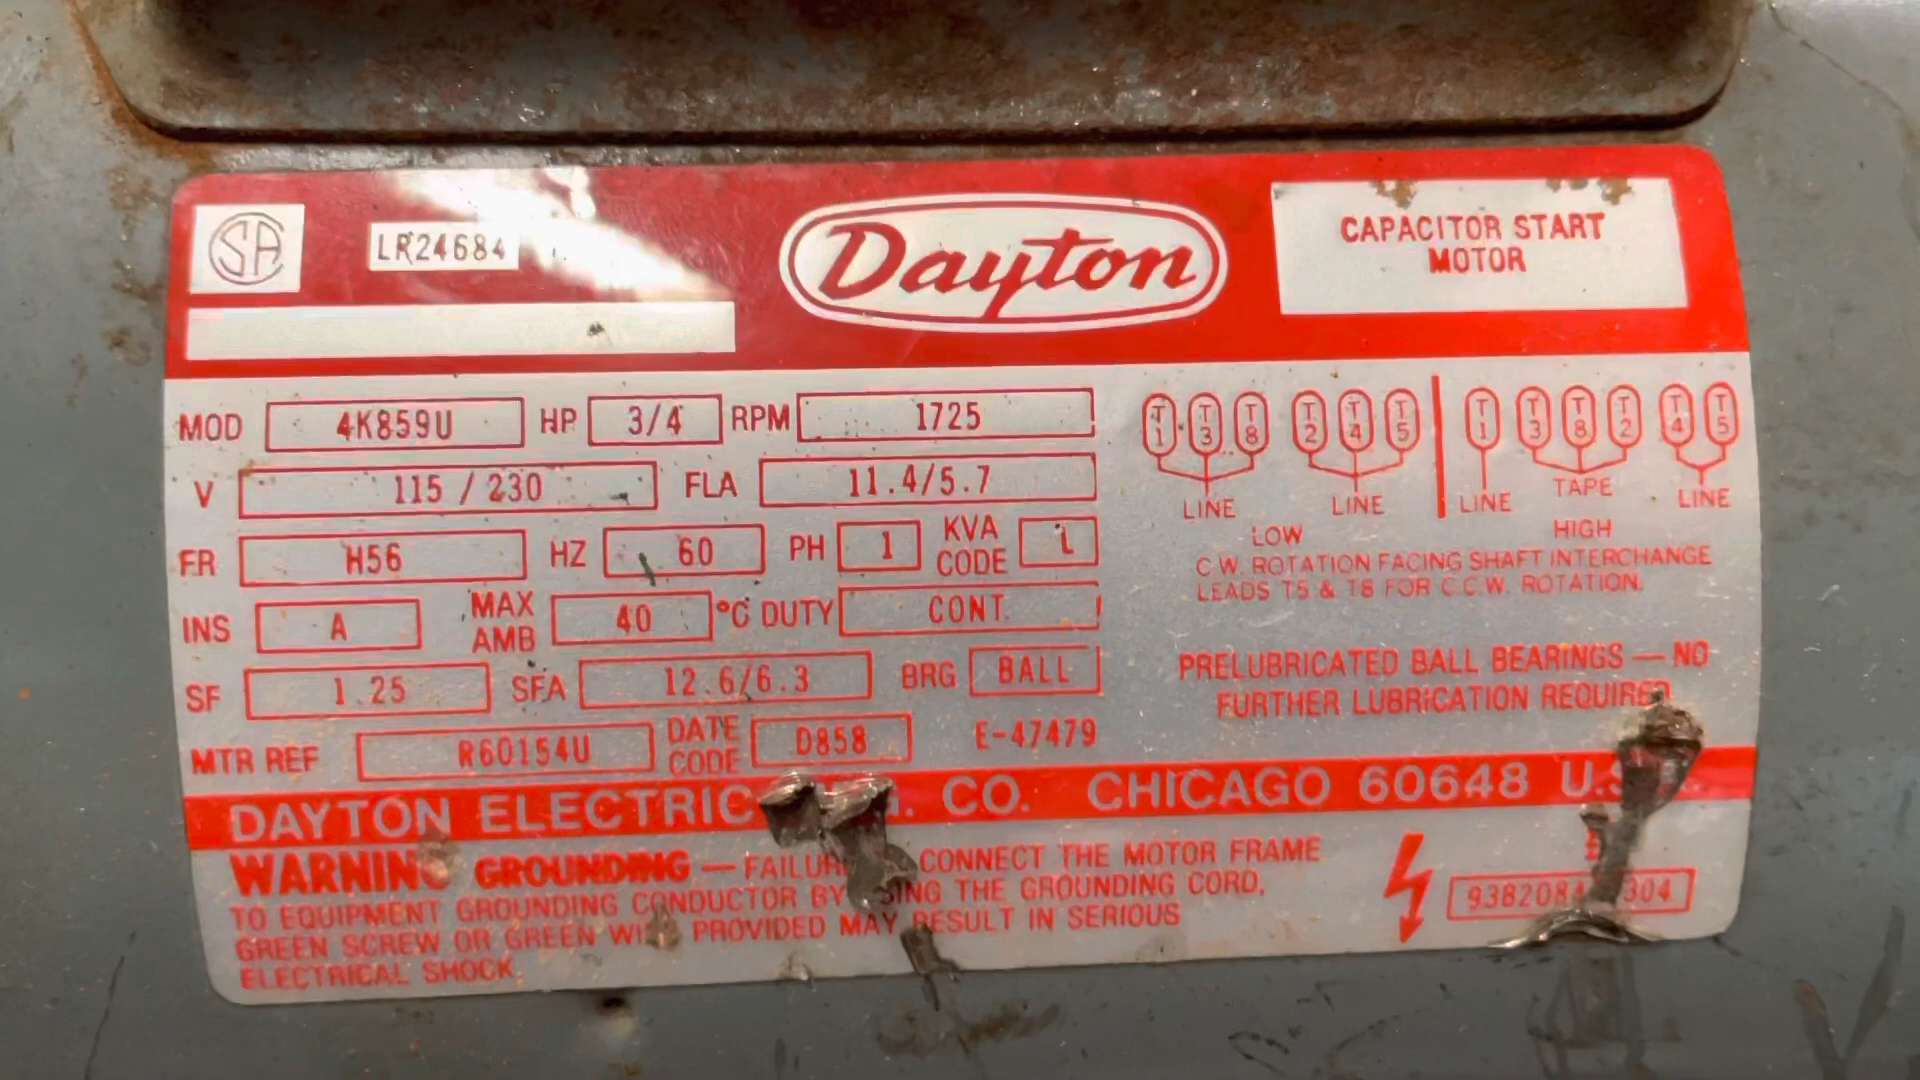 SA
LR24684
Dayton
CAPACITOR START
MOTOR
MOD 4K859U HP 3/4 RPM 1725
V 115 / 230 FLA 11.4/5.7
FR H56 HZ 60 PH 1 KVA CODE L
INS A MAX AMB 40 °C DUTY CONT.
SF 1.25 SFA 12.6/6.3 BRG BALL
MTR REF R60154U DATE CODE D858 E-47479
T1 T3 T8 T2 T4 T5 T1 T3 T8 T2 T4 T5
LINE LINE LINE TAPE LINE
LOW HIGH
C.W. ROTATION FACING SHAFT INTERCHANGE
LEADS T5 & T8 FOR C.C.W. ROTATION.
PRELUBRICATED BALL BEARINGS — NO
FURTHER LUBRICATION REQUIRED
DAYTON ELECTRIC CO. CHICAGO 60648
WARNING GROUNDING — CONNECT THE MOTOR FRAME
TO EQUIPMENT GROUNDING CONDUCTOR BY THE GROUNDING CORD,
GREEN SCREW OR GREEN PROVIDED MAY RESULT IN SERIOUS
ELECTRICAL SHOCK.